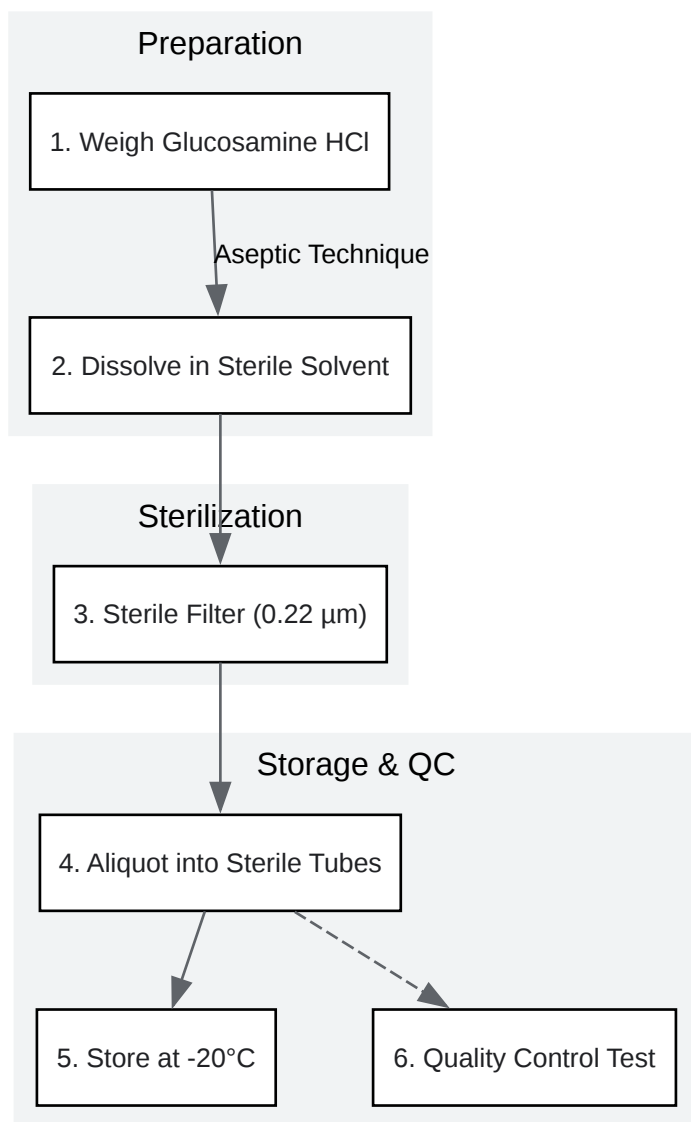 Preparation
1. Weigh Glucosamine HCl
Aseptic Technique
2. Dissolve in Sterile Solvent
Sterilization
3. Sterile Filter (0.22 µm)
Storage & QC
4. Aliquot into Sterile Tubes
5. Store at -20°C
6. Quality Control Test